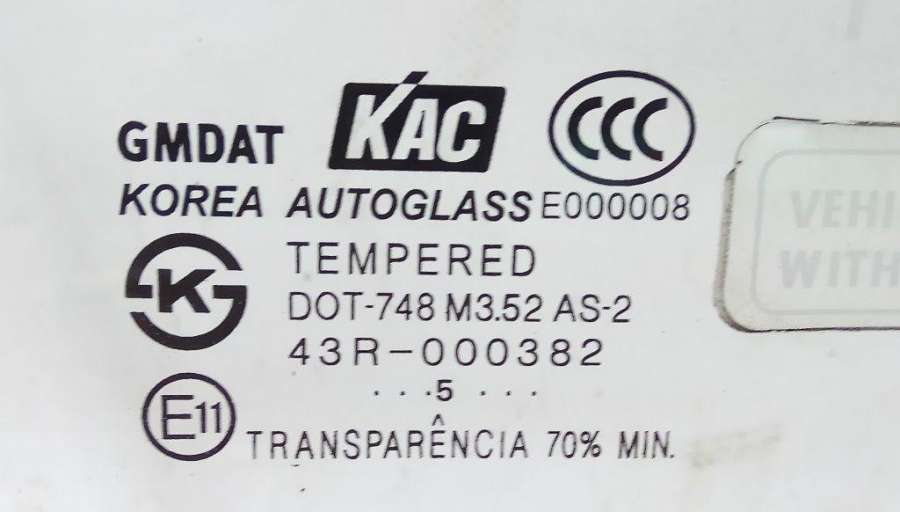 GMDAT KAC CCC
KOREA AUTOGLASS E000008
K TEMPERED
DOT-748 M3.52 AS-2
43R-000382
. . .5 . . .
E11 TRANSPARÊNCIA 70% MIN.
VEHI
WITH